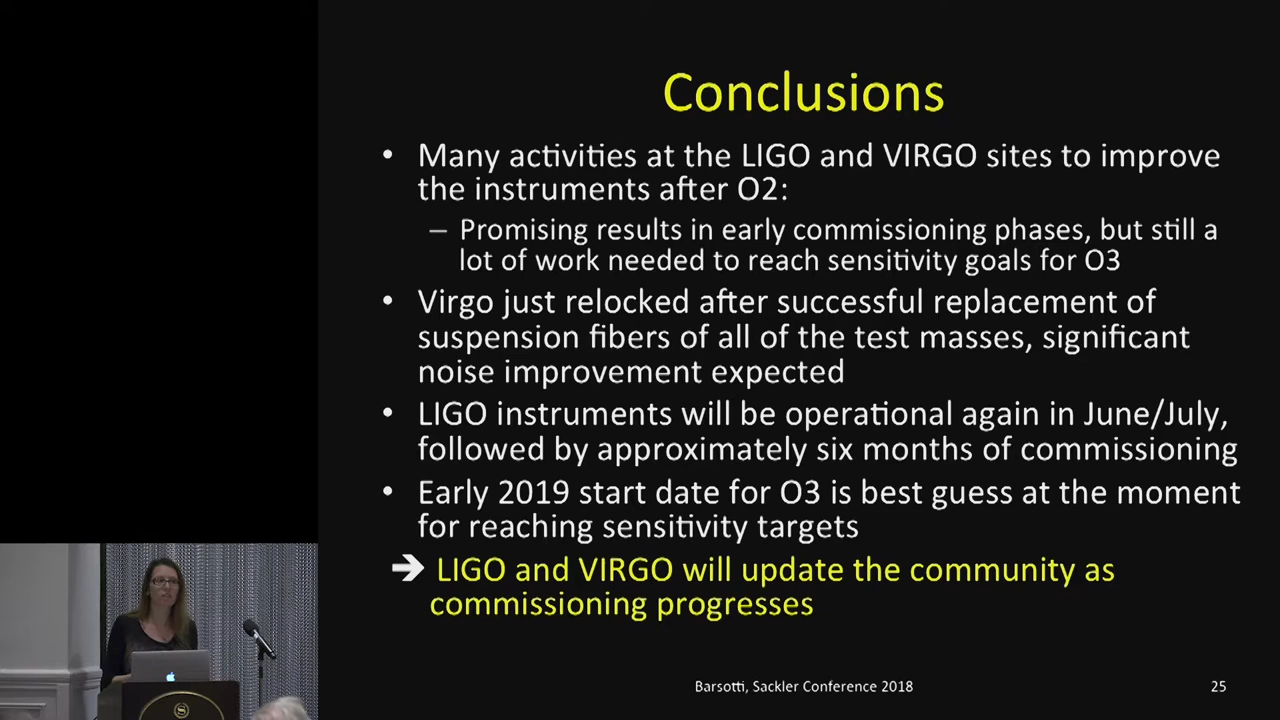 Conclusions
• Many activities at the LIGO and VIRGO sites to improve
the instruments after O2:
– Promising results in early commissioning phases, but still a
lot of work needed to reach sensitivity goals for O3
• Virgo just relocked after successful replacement of
suspension fibers of all of the test masses, significant
noise improvement expected
• LIGO instruments will be operational again in June/July,
followed by approximately six months of commissioning
• Early 2019 start date for O3 is best guess at the moment
for reaching sensitivity targets
➔ LIGO and VIRGO will update the community as
commissioning progresses
Barsotti, Sackler Conference 2018
25